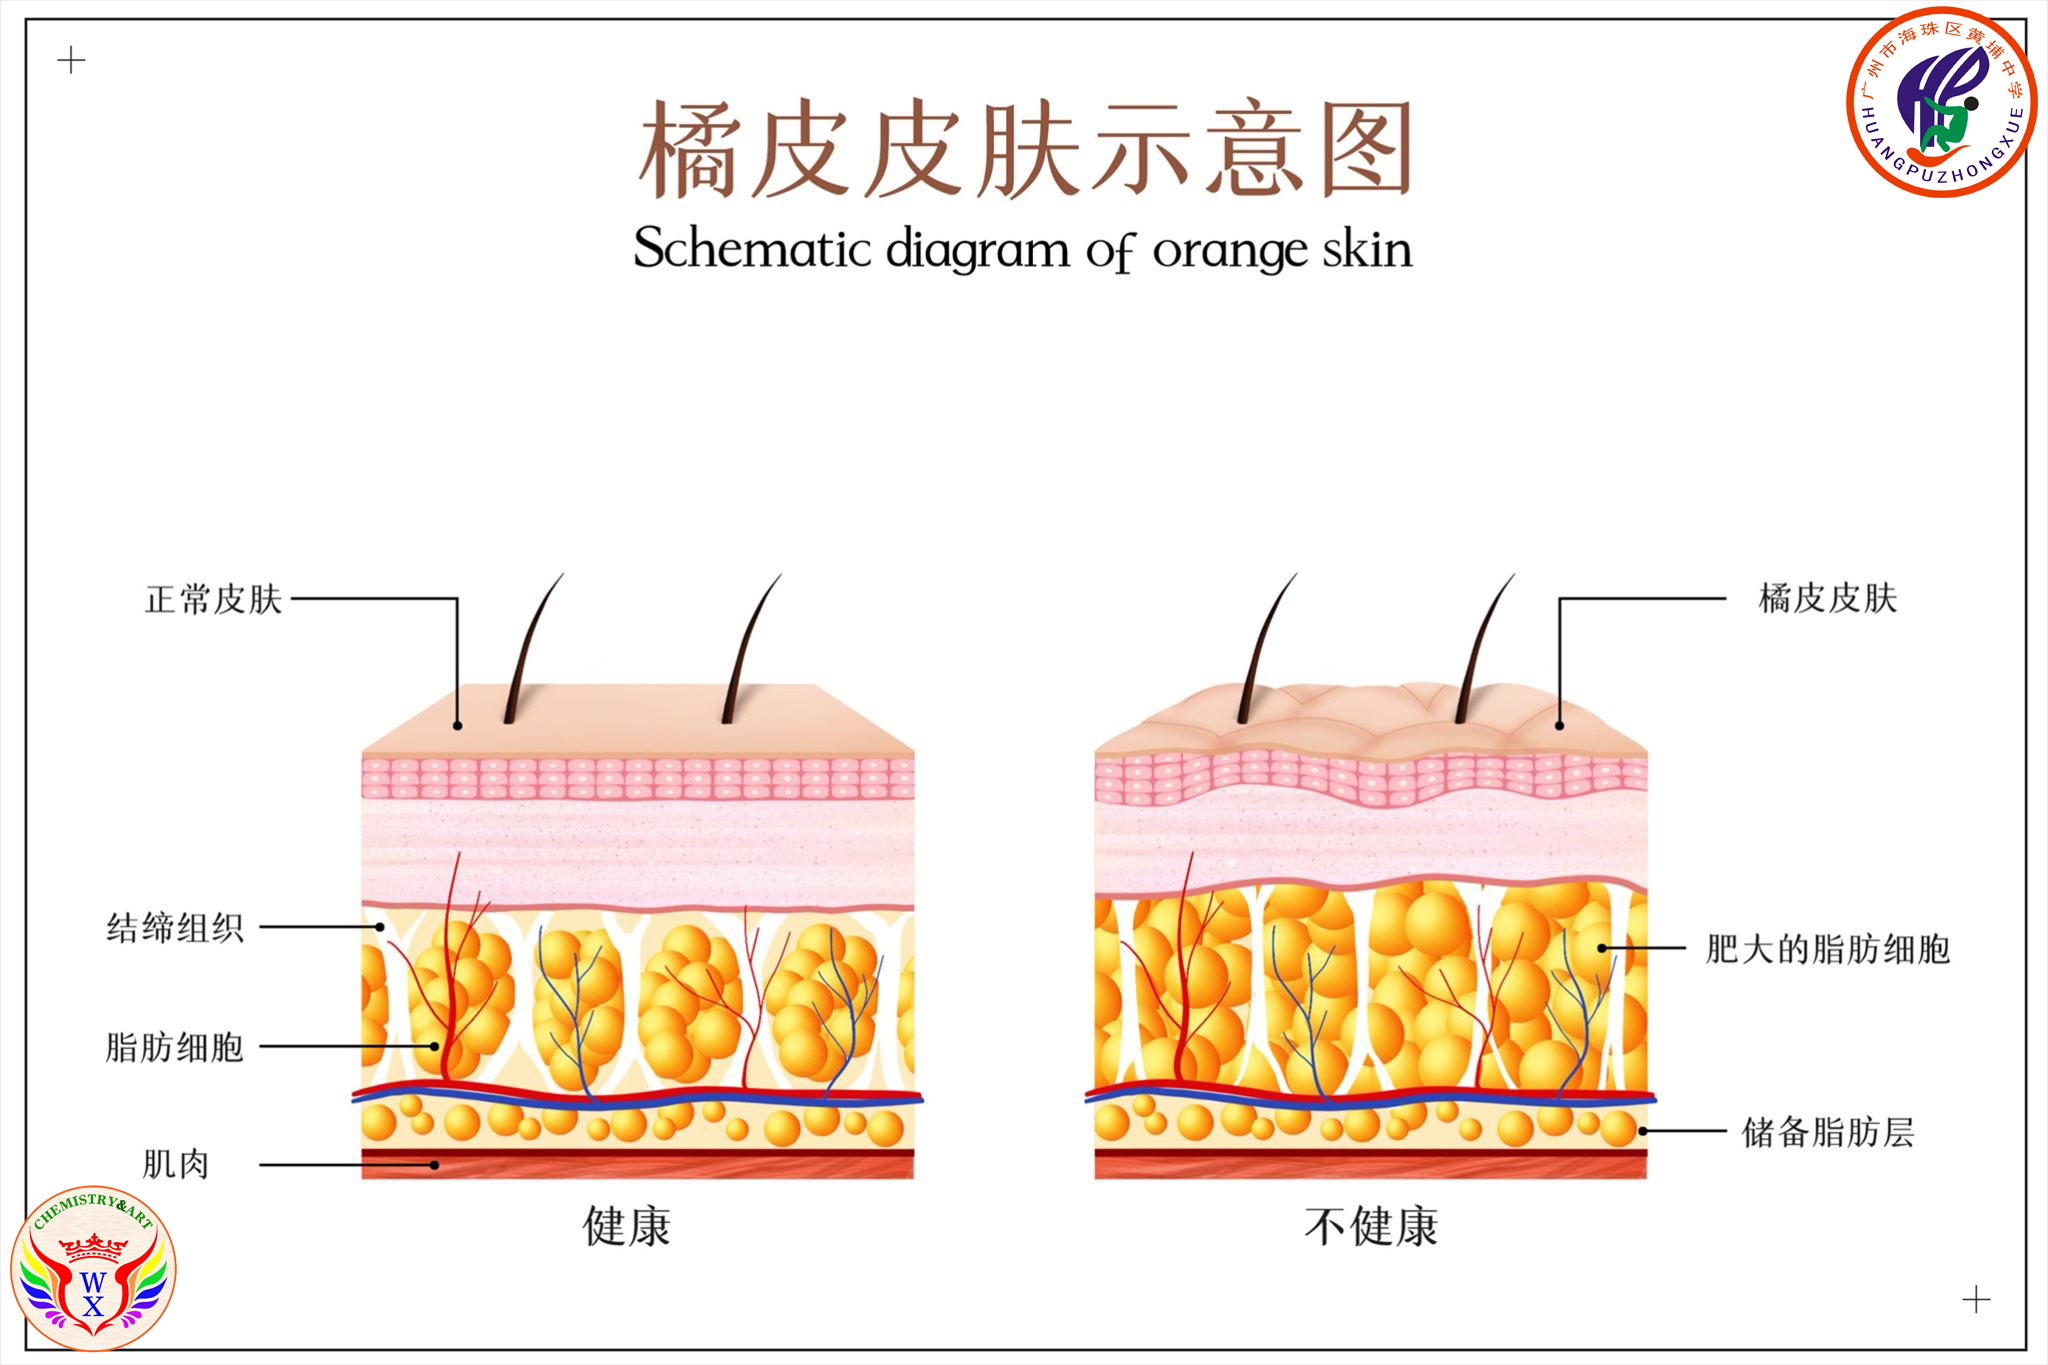 橘皮皮肤示意图
Schematic diagram of orange skin
广州市海珠区黄埔中学
HUANGPUZHONGXUE
正常皮肤
橘皮皮肤
结缔组织
肥大的脂肪细胞
脂肪细胞
储备脂肪层
肌肉
健康
不健康
CHEMISTRY&ART
W
X